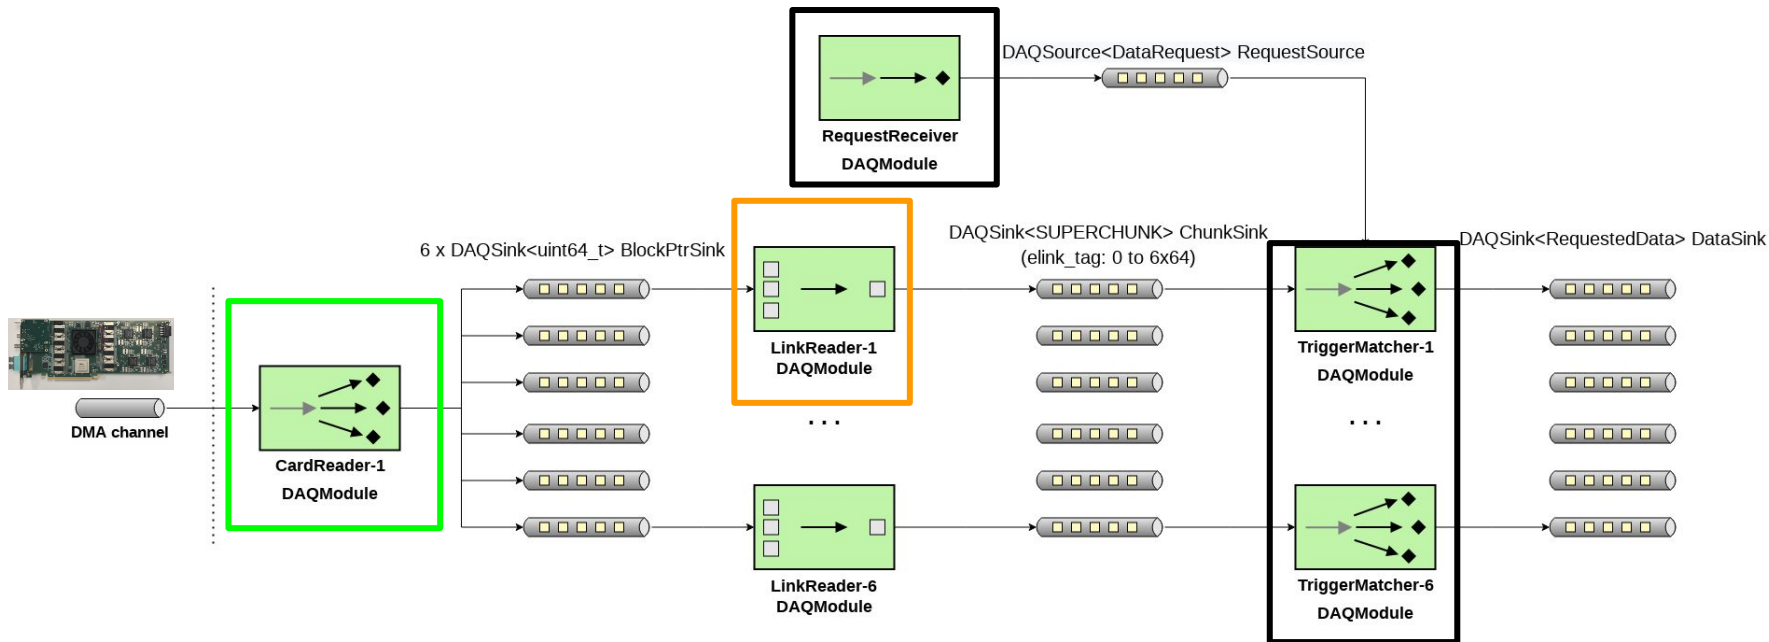 DAQSource<DataRequest> RequestSource
RequestReceiver
DAQModule
6 x DAQSink<uint64_t> BlockPtrSink
DAQSink<SUPERCHUNK> ChunkSink
(elink_tag: 0 to 6x64)
DAQSink<RequestedData> DataSink
LinkReader-1
DAQModule
TriggerMatcher-1
DAQModule
DMA channel
CardReader-1
DAQModule
...
...
LinkReader-6
DAQModule
TriggerMatcher-6
DAQModule